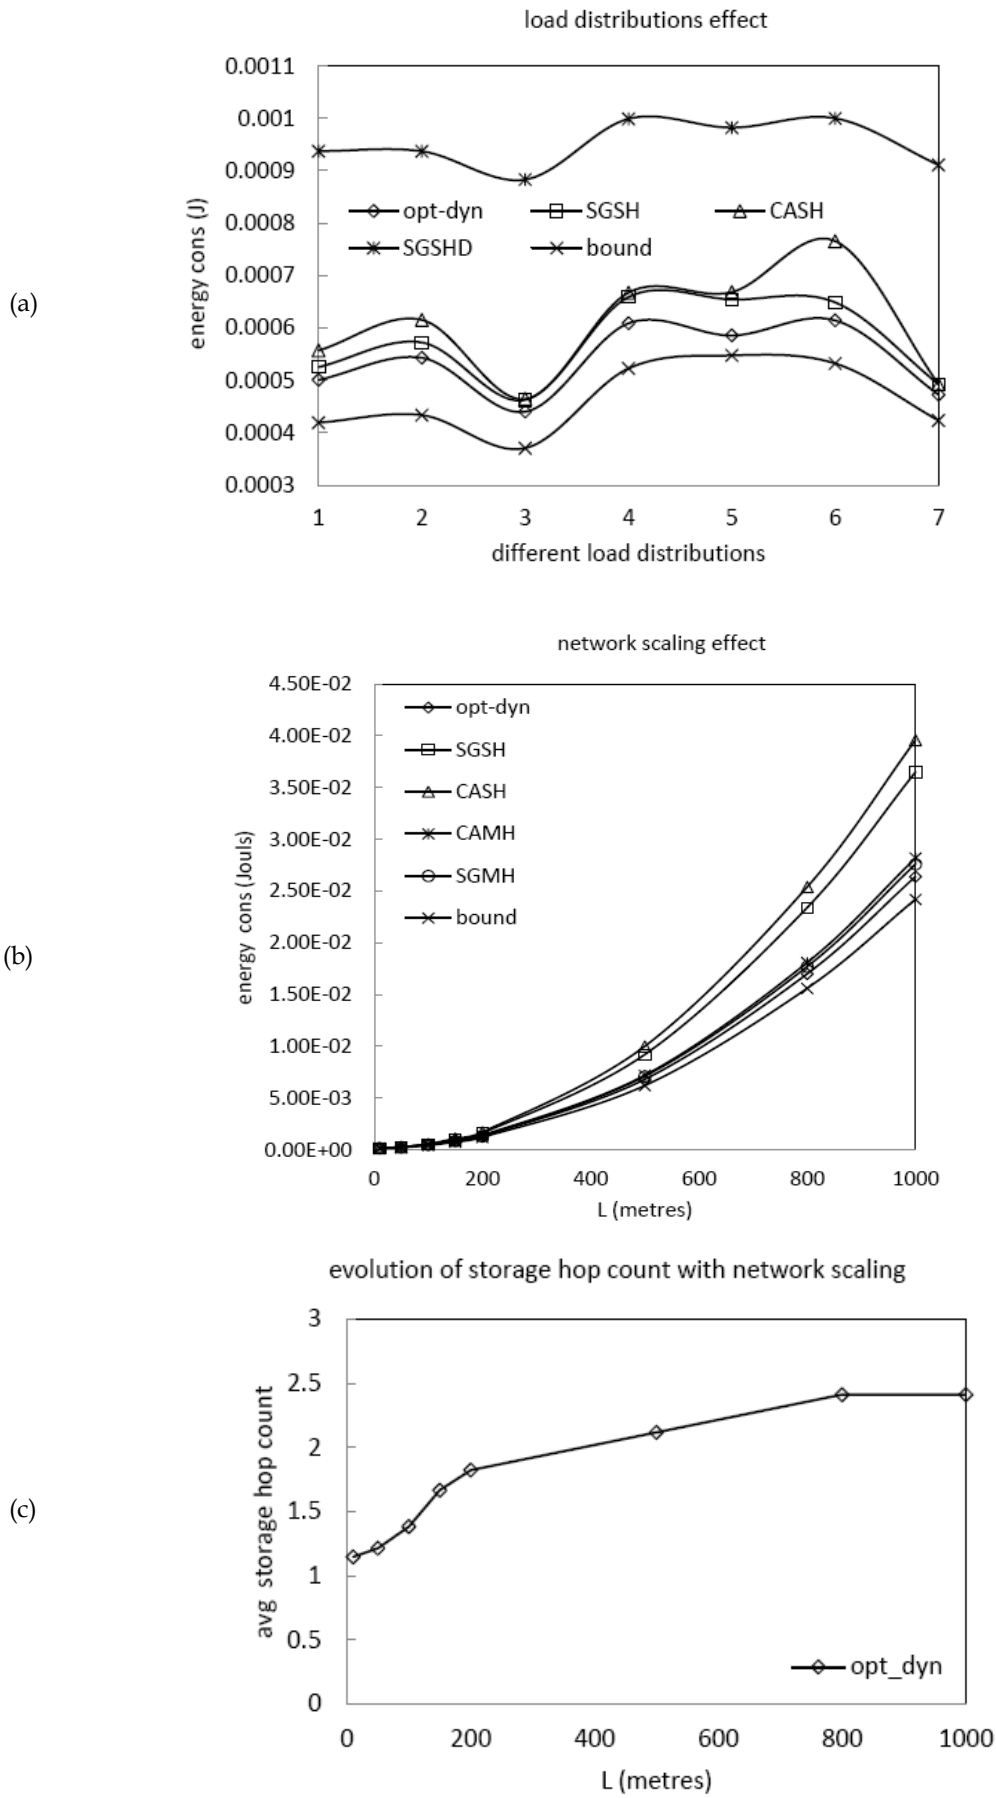 load distributions effect
0.0011
0.001
0.0009
0.0008
0.0007
0.0006
0.0005
0.0004
0.0003
energy cons (J)
opt-dyn SGSH CASH
SGSHD bound
(a)
1 2 3 4 5 6 7
different load distributions
network scaling effect
4.50E-02
4.00E-02
3.50E-02
3.00E-02
2.50E-02
2.00E-02
1.50E-02
1.00E-02
5.00E-03
0.00E+00
energy cons (Jouls)
opt-dyn
SGSH
CASH
CAMH
SGMH
bound
(b)
0 200 400 600 800 1000
L (metres)
evolution of storage hop count with network scaling
3
2.5
2
1.5
1
0.5
0
avg storage hop count
(c)
opt_dyn
0 200 400 600 800 1000
L (metres)